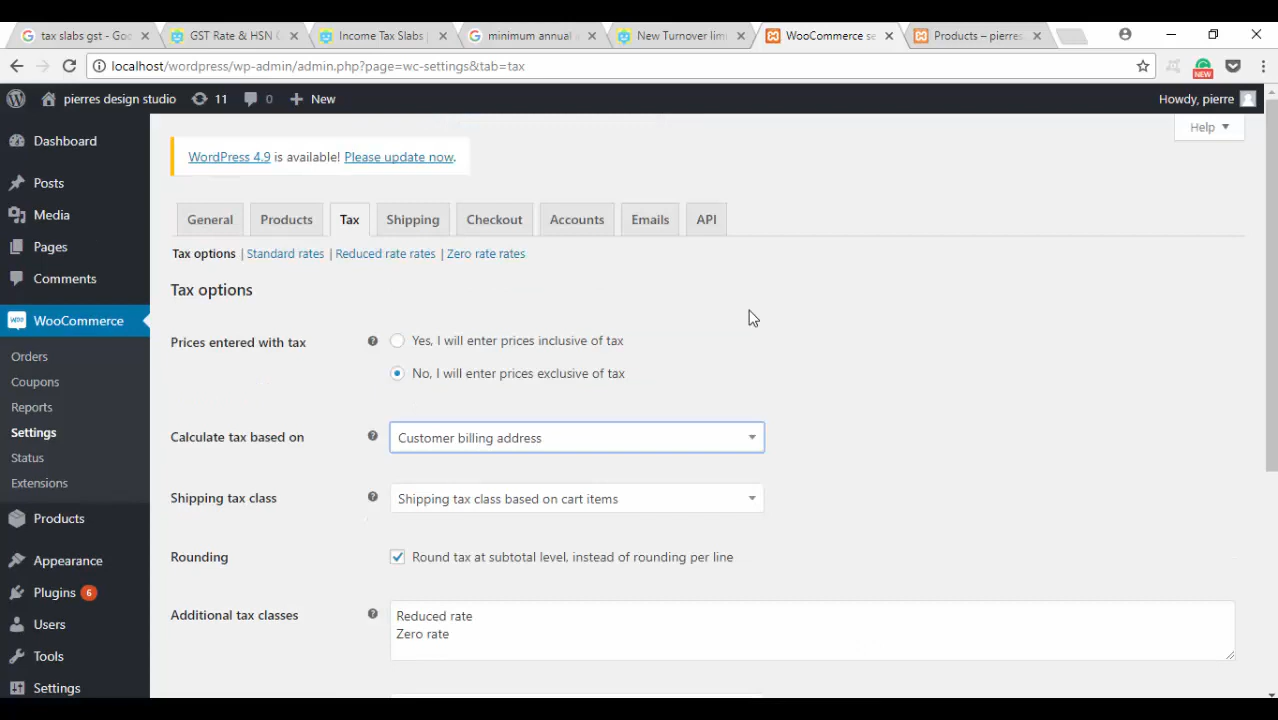 tax slabs gst - Goo
GST Rate & HSN C
Income Tax Slabs |
minimum annual
New Turnover lim
WooCommerce se
Products – pierres
localhost/wordpress/wp-admin/admin.php?page=wc-settings&tab=tax
NEW
pierres design studio
11
0
New
Howdy, pierre
Help
Dashboard
Posts
Media
Pages
Comments
WooCommerce
Orders
Coupons
Reports
Settings
Status
Extensions
Products
Appearance
Plugins 6
Users
Tools
Settings
WordPress 4.9 is available! Please update now.
General
Products
Tax
Shipping
Checkout
Accounts
Emails
API
Tax options | Standard rates | Reduced rate rates | Zero rate rates
Tax options
Prices entered with tax
Yes, I will enter prices inclusive of tax
No, I will enter prices exclusive of tax
Calculate tax based on
Customer billing address
Shipping tax class
Shipping tax class based on cart items
Rounding
Round tax at subtotal level, instead of rounding per line
Additional tax classes
Reduced rate
Zero rate